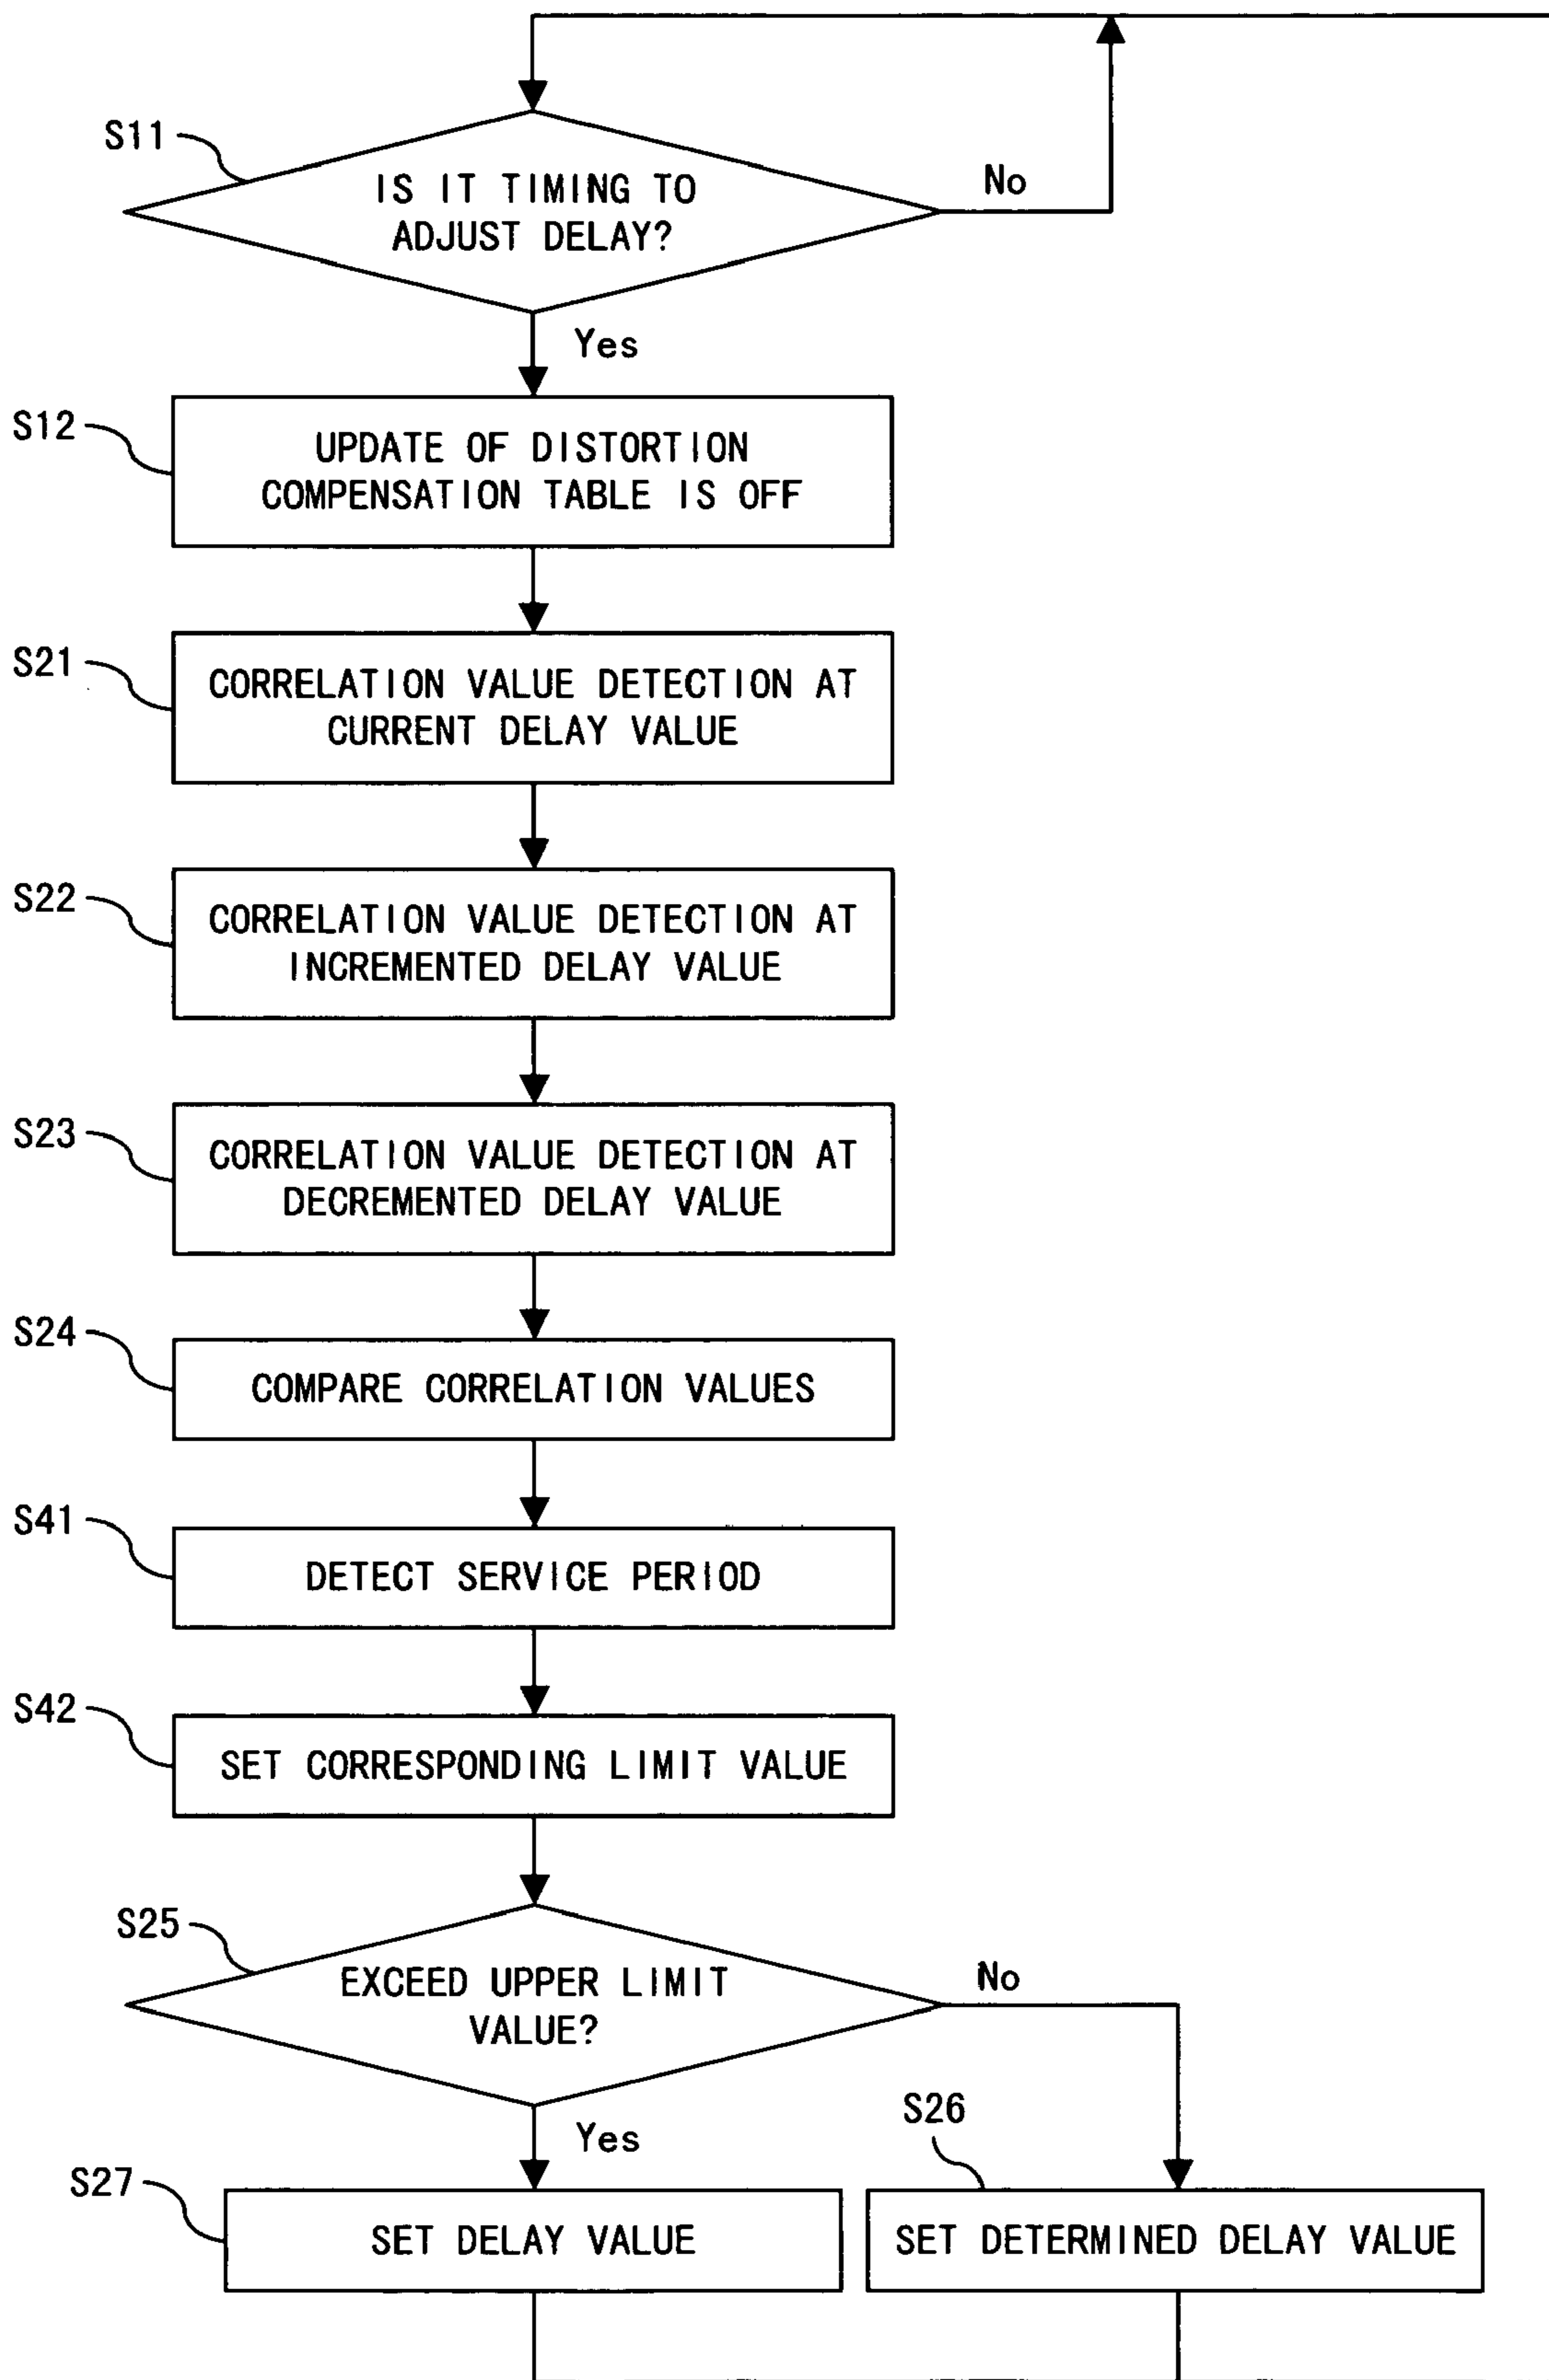 S11
IS IT TIMING TO
ADJUST DELAY?
No
Yes
S12
UPDATE OF DISTORTION
COMPENSATION TABLE IS OFF
S21
CORRELATION VALUE DETECTION AT
CURRENT DELAY VALUE
S22
CORRELATION VALUE DETECTION AT
INCREMENTED DELAY VALUE
S23
CORRELATION VALUE DETECTION AT
DECREMENTED DELAY VALUE
S24
COMPARE CORRELATION VALUES
S41
DETECT SERVICE PERIOD
S42
SET CORRESPONDING LIMIT VALUE
S25
EXCEED UPPER LIMIT
VALUE?
No
Yes
S26
S27
SET DELAY VALUE
SET DETERMINED DELAY VALUE